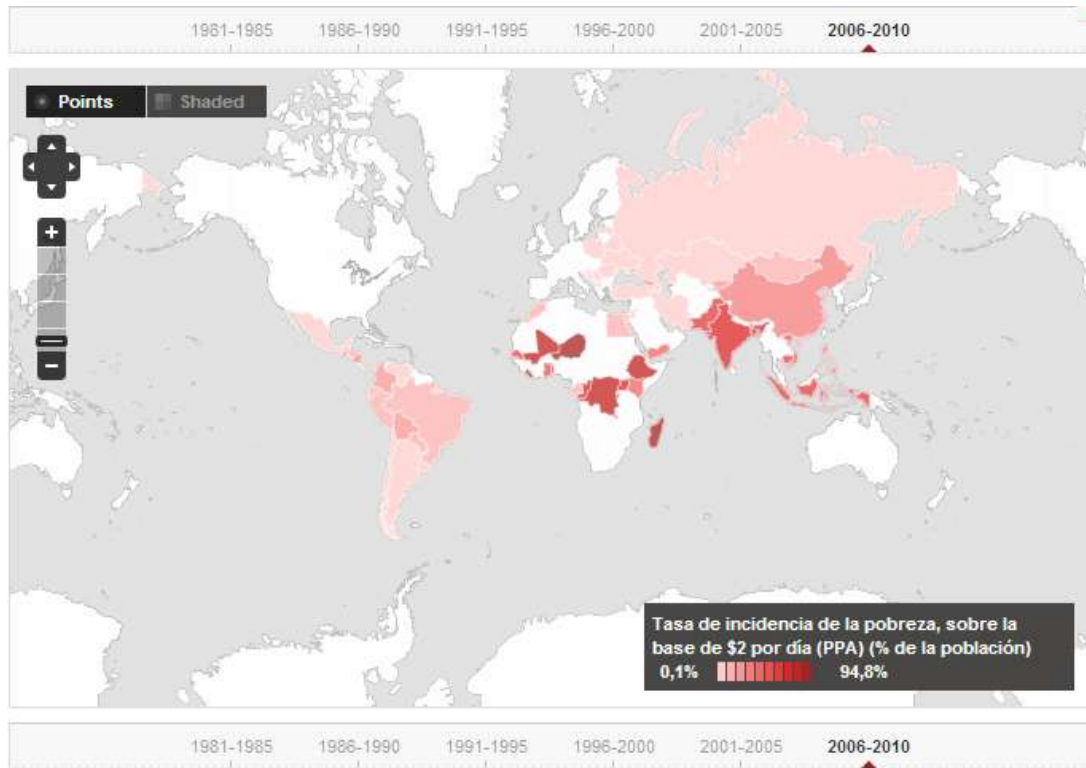 1981-1985 1986-1990 1991-1995 1996-2000 2001-2005 2006-2010
Points Shaded
+
−
Tasa de incidencia de la pobreza, sobre la
base de $2 por día (PPA) (% de la población)
0,1% 94,8%
1981-1985 1986-1990 1991-1995 1996-2000 2001-2005 2006-2010